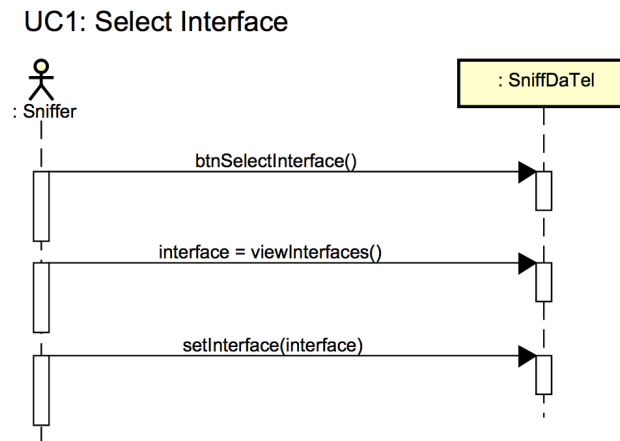 UC1: Select Interface
: Sniffer
: SniffDaTel
btnSelectInterface()
interface = viewInterfaces()
setInterface(interface)